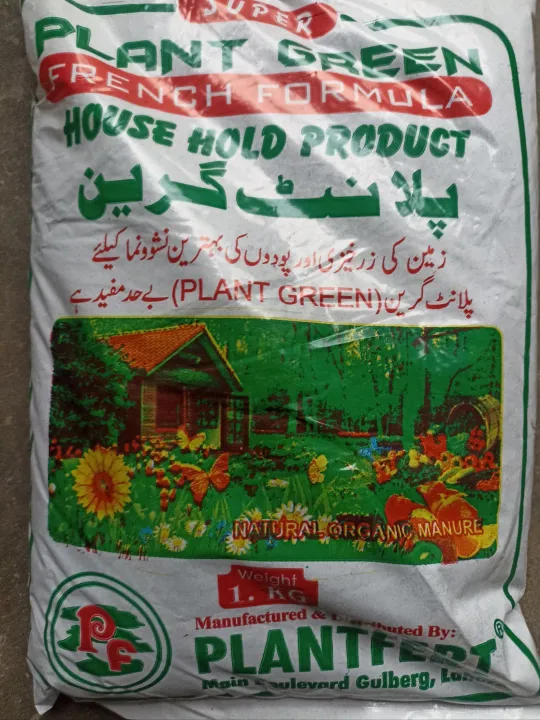 SUPER
PLANT GREEN
FRENCH FORMULA
HOUSE HOLD PRODUCT
پلانٹ گرین
زمین کی زرخیزی اور پودوں کی بہترین نشوونما کیلئے
پلانٹ گرین (PLANT GREEN) بے حد مفید ہے
NATURAL ORGANIC MANURE
Weight
1. KG
Manufactured & Distributed By:
PF
PLANTFERT®
Main Boulevard Gulberg,